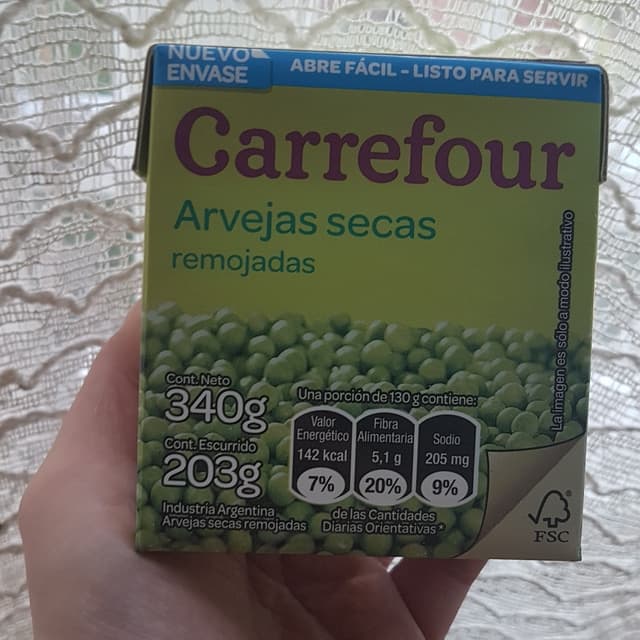 NUEVO
ENVASE
ABRE FÁCIL – LISTO PARA SERVIR
Carrefour
Arvejas secas
remojadas
La imagen es sólo a modo ilustrativo
Cont. Neto
340g
Cont. Escurrido
203g
Industria Argentina
Arvejas secas remojadas
Una porción de 130 g contiene:
Valor
Energético
142 kcal
7%
Fibra
Alimentaria
5,1 g
20%
Sodio
205 mg
9%
de las Cantidades
Diarias Orientativas*
FSC